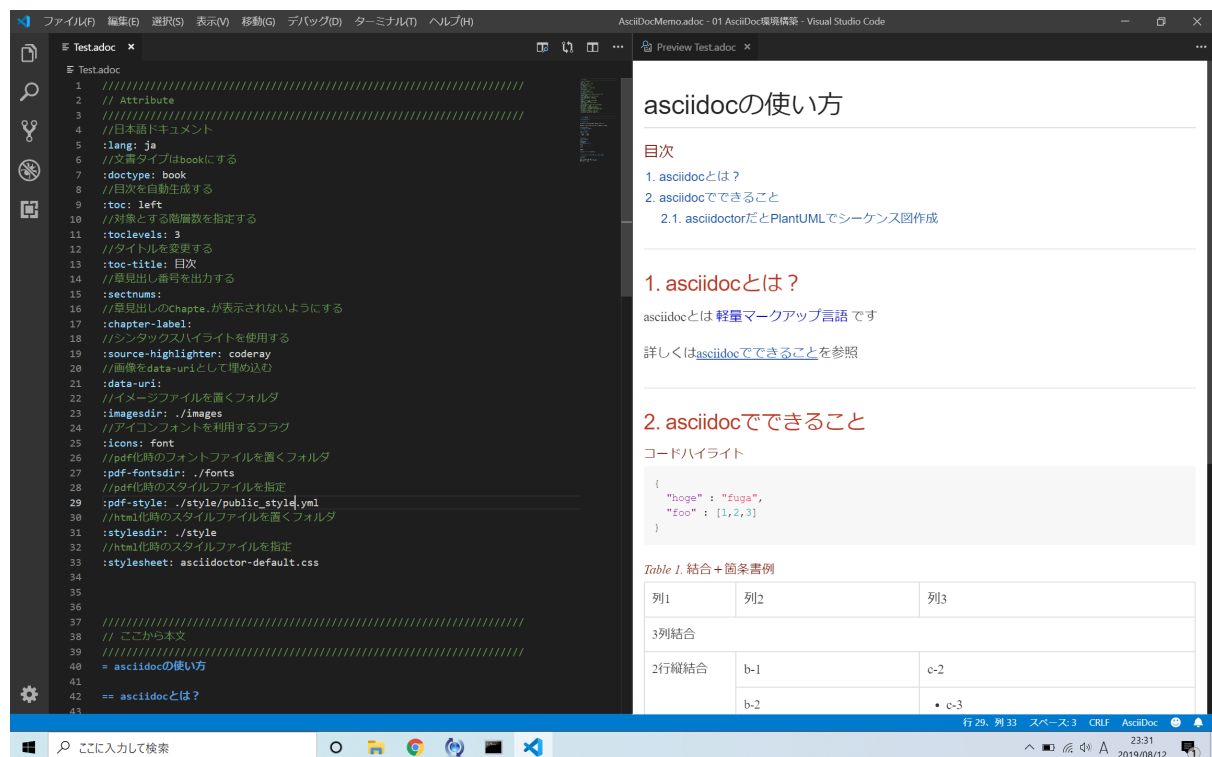 ファイル(F) 編集(E) 選択(S) 表示(V) 移動(G) デバッグ(D) ターミナル(T) ヘルプ(H) AsciiDocMemo.adoc - 01 AsciiDoc環境構築 - Visual Studio Code
Test.adoc
Test.adoc
1 //////////////////////////////////////////////////////////////////////
2 // Attribute
3 //////////////////////////////////////////////////////////////////////
4 //日本語ドキュメント
5 :lang: ja
6 //文書タイプはbookにする
7 :doctype: book
8 //目次を自動生成する
9 :toc: left
10 //対象とする階層数を指定する
11 :toclevels: 3
12 //タイトルを変更する
13 :toc-title: 目次
14 //章見出し番号を出力する
15 :sectnums:
16 //章見出しのChapte.が表示されないようにする
17 :chapter-label:
18 //シンタックスハイライトを使用する
19 :source-highlighter: coderay
20 //画像をdata-uriとして埋め込む
21 :data-uri:
22 //イメージファイルを置くフォルダ
23 :imagesdir: ./images
24 //アイコンフォントを利用するフラグ
25 :icons: font
26 //pdf化時のフォントファイルを置くフォルダ
27 :pdf-fontsdir: ./fonts
28 //pdf化時のスタイルファイルを指定
29 :pdf-style: ./style/public_style.yml
30 //html化時のスタイルファイルを置くフォルダ
31 :stylesdir: ./style
32 //html化時のスタイルファイルを指定
33 :stylesheet: asciidoctor-default.css
34
35
36
37 //////////////////////////////////////////////////////////////////////
38 // ここから本文
39 //////////////////////////////////////////////////////////////////////
40 = asciidocの使い方
41
42 == asciidocとは？
43
Preview Test.adoc
asciidocの使い方
目次
1. asciidocとは？
2. asciidocでできること
2.1. asciidoctorだとPlantUMLでシーケンス図作成
1. asciidocとは？
asciidocとは 軽量マークアップ言語 です
詳しくはasciidocでできることを参照
2. asciidocでできること
コードハイライト
{
"hoge" : "fuga",
"foo" : [1,2,3]
}
Table 1. 結合＋箇条書例
列1 列2 列3
3列結合
2行縦結合 b-1 c-2
b-2 • c-3
行 29、列 33 スペース: 3 CRLF AsciiDoc
ここに入力して検索
A 23:31
2019/08/12
1